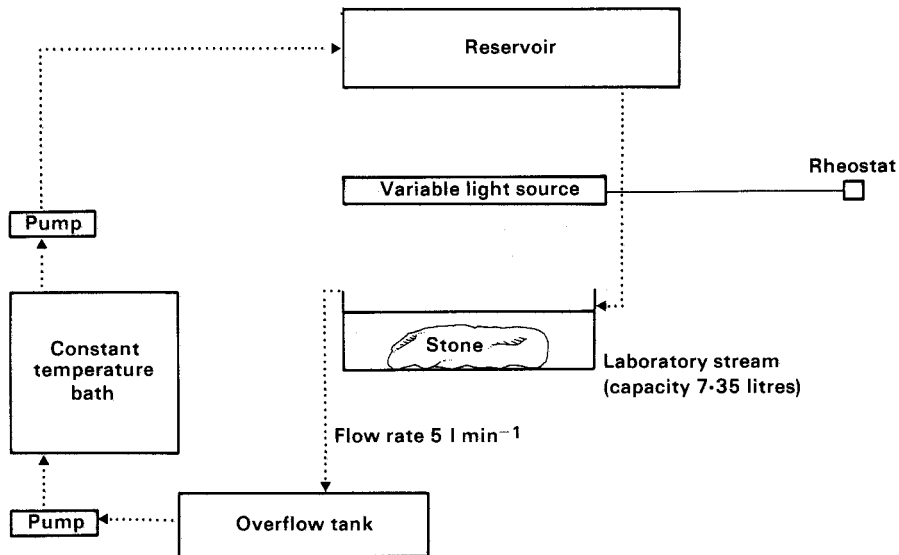 Reservoir
Rheostat
Variable light source
Pump
Constant
temperature
bath
Stone
Laboratory stream
(capacity 7·35 litres)
Flow rate 5 l min⁻¹
Pump
Overflow tank